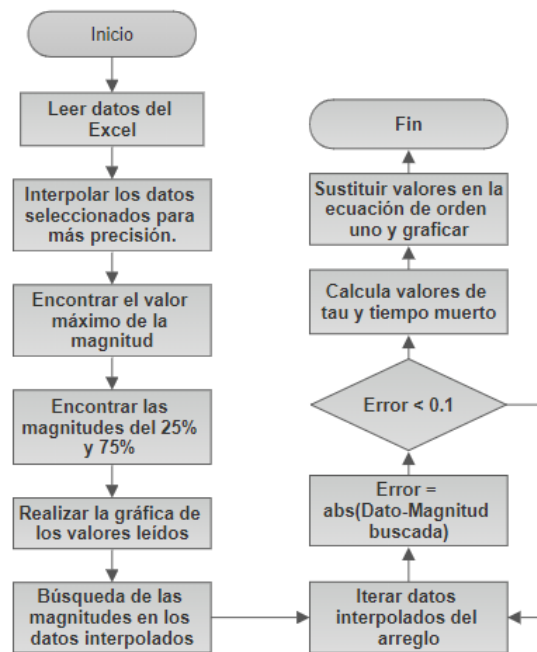 Inicio
Leer datos del
Excel
Interpolar los datos
seleccionados para
más precisión.
Encontrar el valor
máximo de la
magnitud
Encontrar las
magnitudes del 25%
y 75%
Realizar la gráfica de
los valores leídos
Búsqueda de las
magnitudes en los
datos interpolados
Iterar datos
interpolados del
arreglo
Error =
abs(Dato-Magnitud
buscada)
Error < 0.1
Calcula valores de
tau y tiempo muerto
Sustituir valores en la
ecuación de orden
uno y graficar
Fin